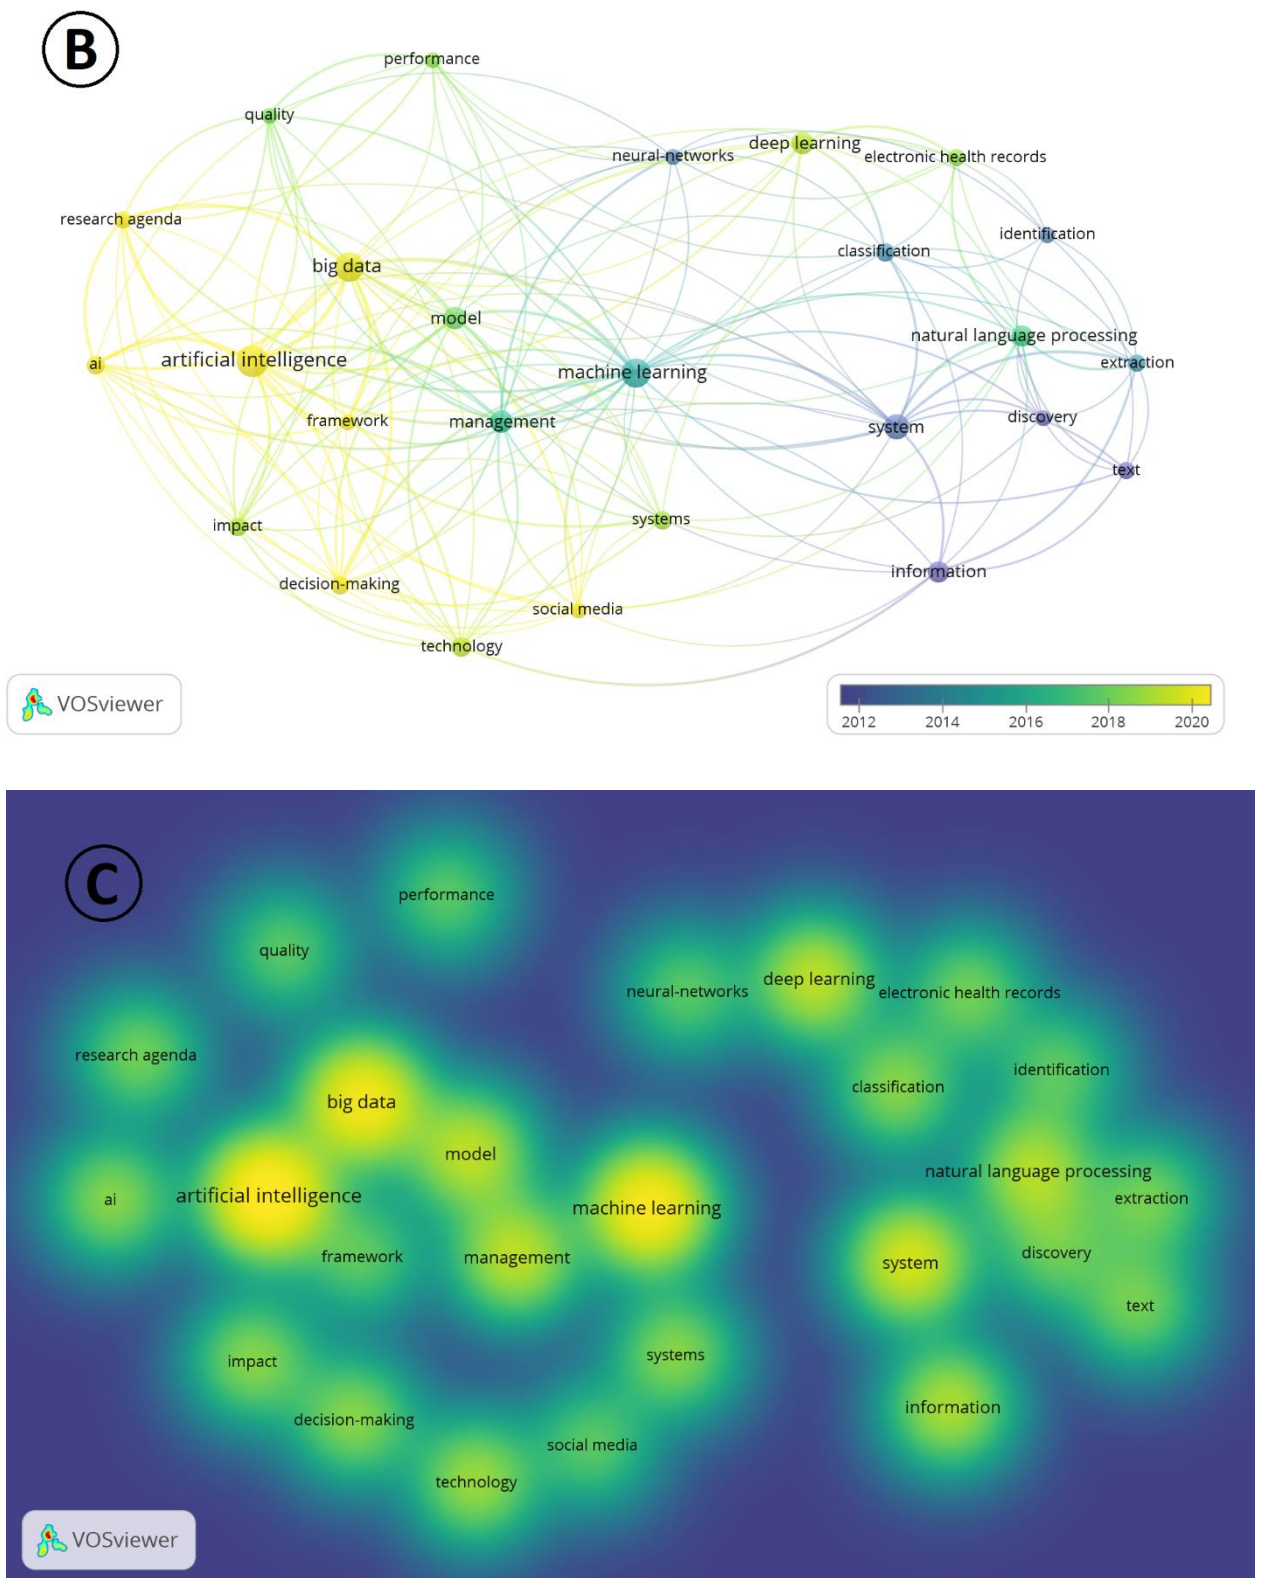 B
performance
quality
neural-networks
deep learning
electronic health records
research agenda
identification
classification
big data
model
natural language processing
artificial intelligence
ai
machine learning
extraction
framework
management
system
discovery
text
impact
systems
decision-making
information
social media
technology
VOSviewer
2012 2014 2016 2018 2020
C
performance
quality
neural-networks
deep learning
electronic health records
research agenda
identification
classification
big data
model
natural language processing
artificial intelligence
ai
machine learning
extraction
framework
management
system
discovery
text
impact
systems
decision-making
information
social media
technology
VOSviewer